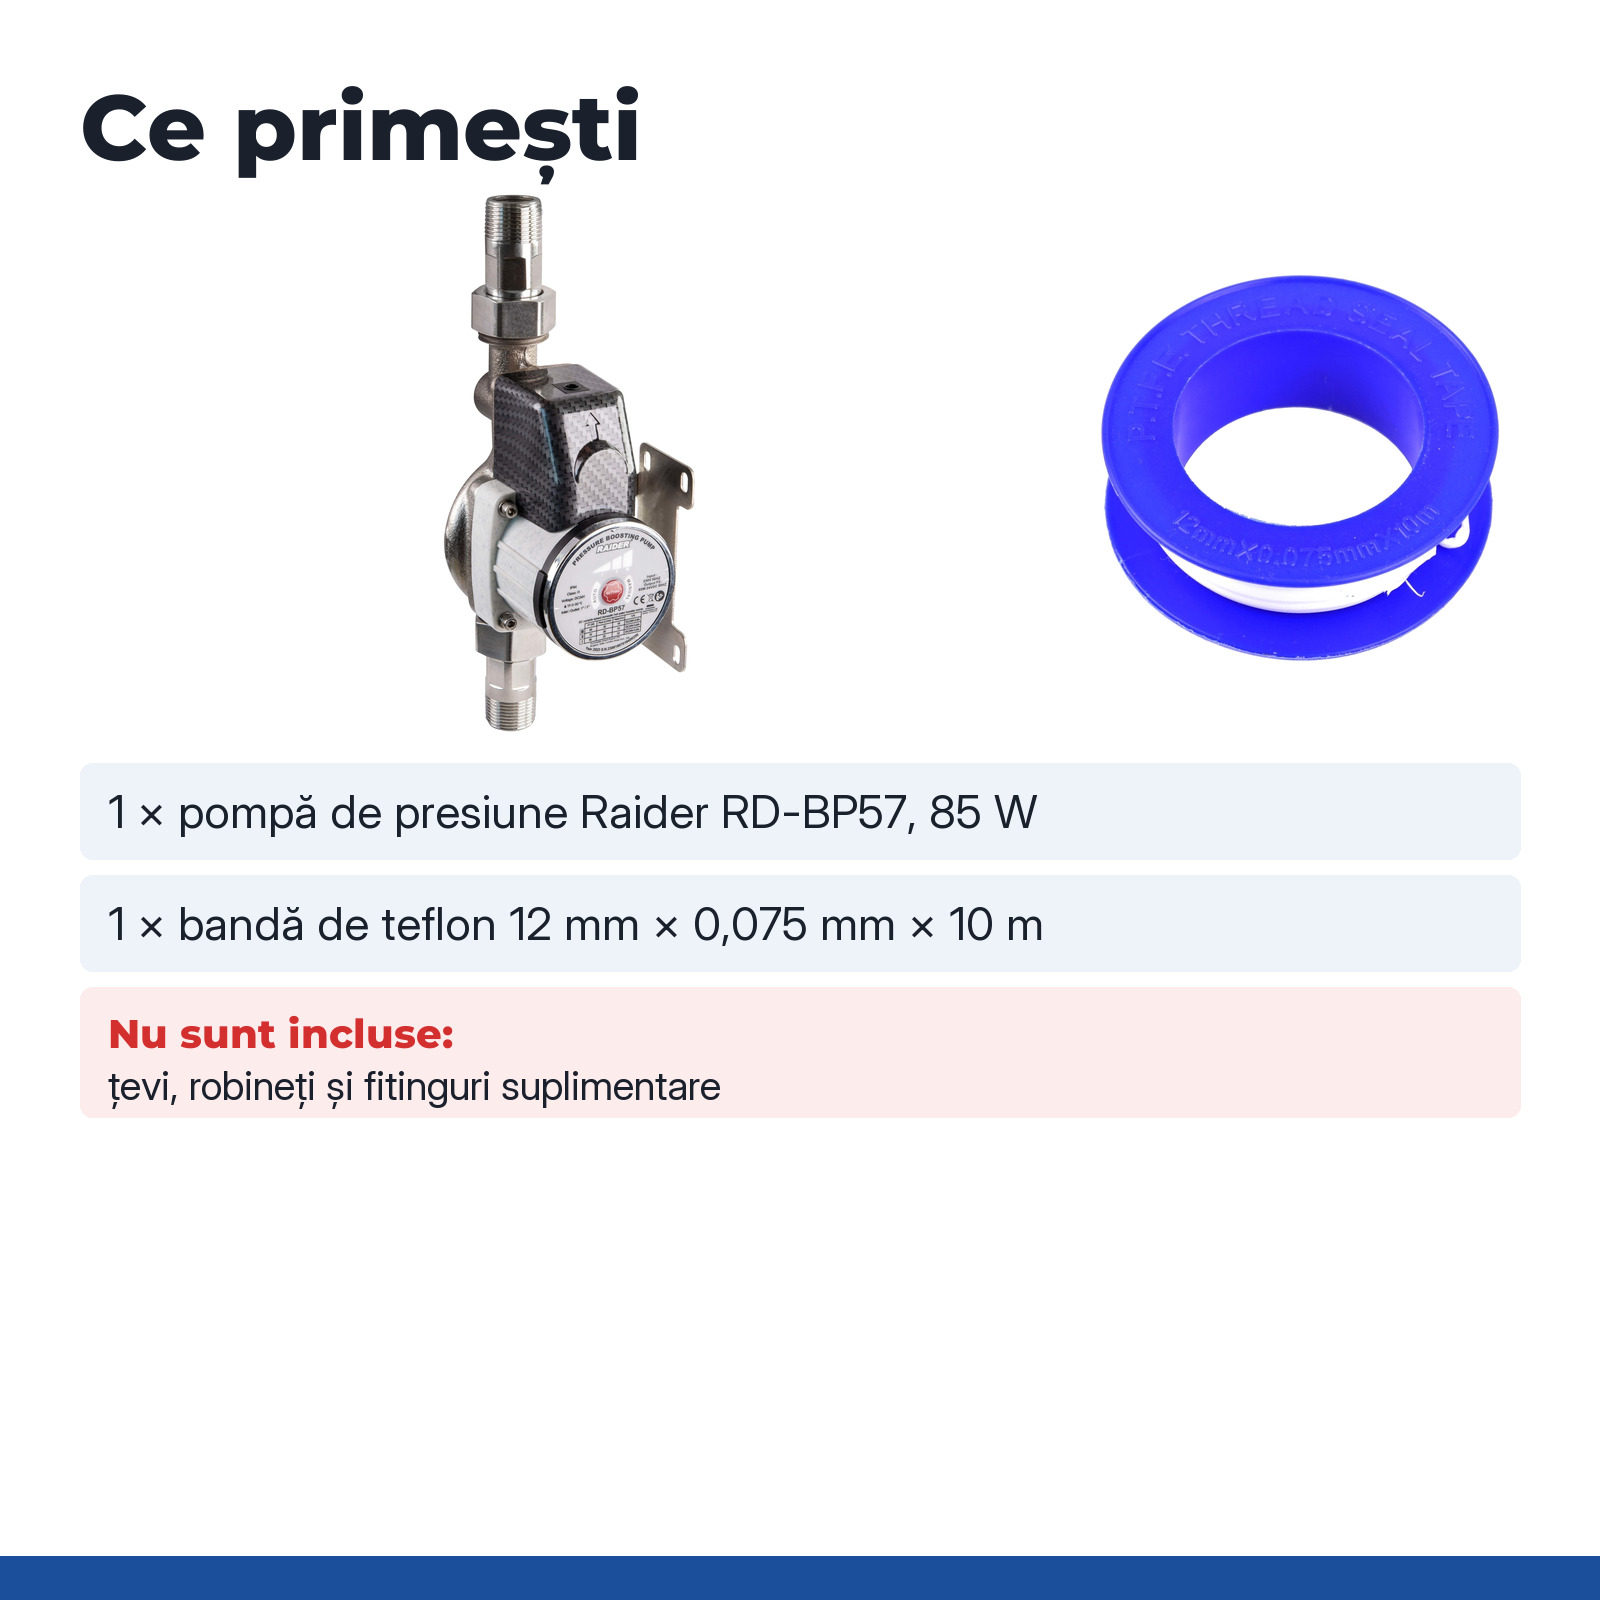 Ce primești
P.T.F.E. THREAD SEAL TAPE
12mmX0.075mmX10m
PRESSURE BOOSTING PUMP
RAIDER
AUTO
MANUAL
RD-BP57
1 × pompă de presiune Raider RD-BP57, 85 W
1 × bandă de teflon 12 mm × 0,075 mm × 10 m
Nu sunt incluse:
țevi, robineți și fitinguri suplimentare